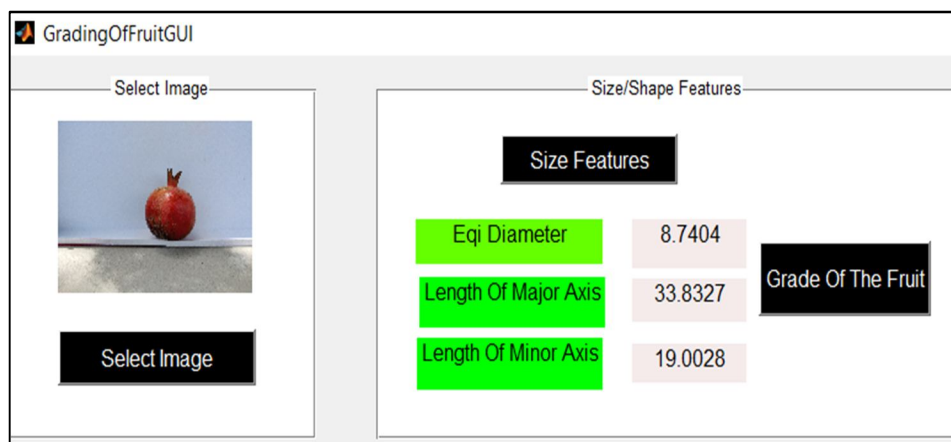 GradingOfFruitGUI
Select Image
Select Image
Size/Shape Features
Size Features
Eqi Diameter 8.7404
Length Of Major Axis 33.8327
Length Of Minor Axis 19.0028
Grade Of The Fruit